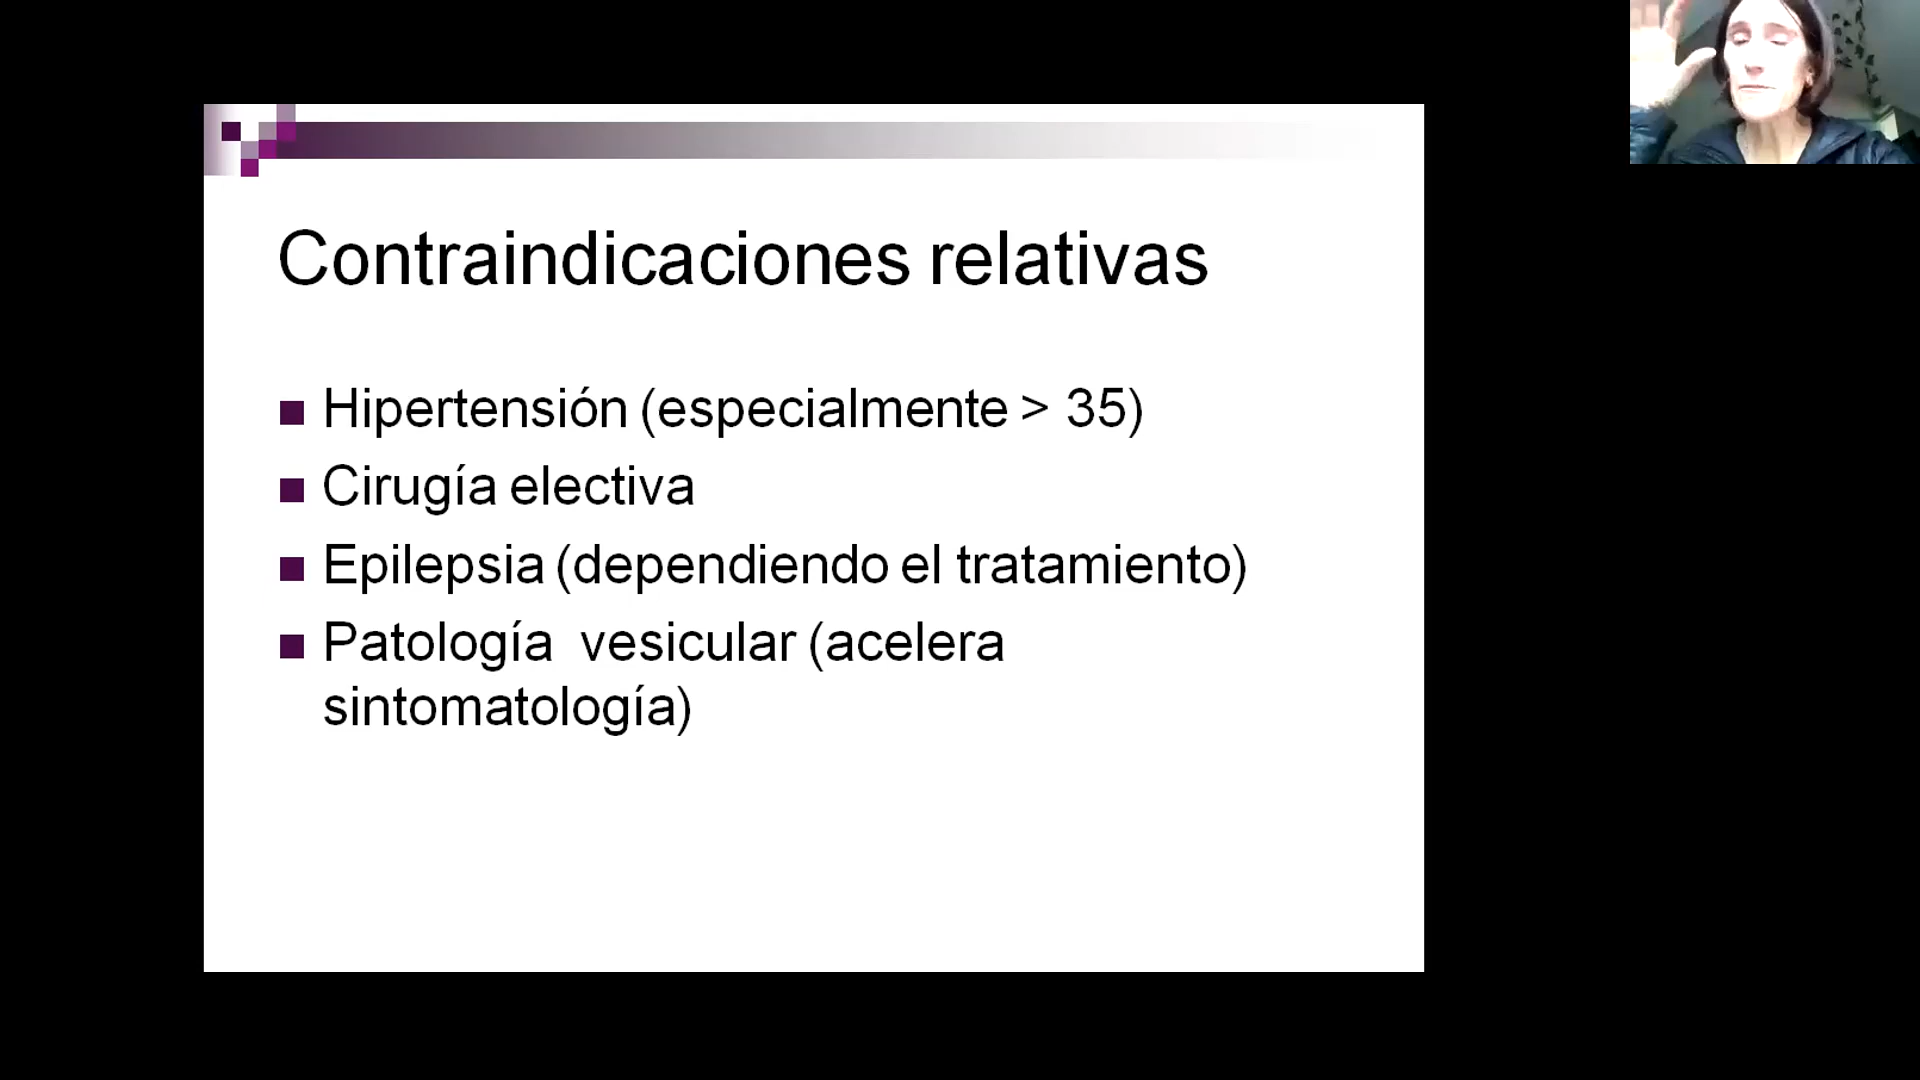 Contraindicaciones relativas
Hipertensión (especialmente > 35)
Cirugía electiva
Epilepsia (dependiendo el tratamiento)
Patología vesicular (acelera
sintomatología)